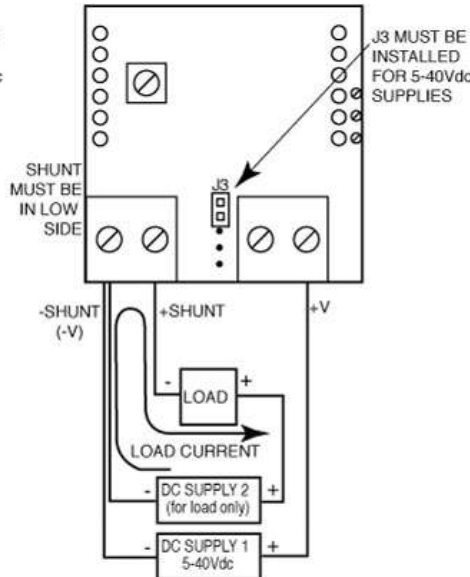 c
J3 MUST BE
INSTALLED
FOR 5-40Vdc
SUPPLIES
SHUNT
MUST BE
IN LOW
SIDE
J3
-SHUNT
(-V)
+SHUNT
+V
- LOAD +
LOAD CURRENT
- DC SUPPLY 2 +
(for load only)
- DC SUPPLY 1 +
5-40Vdc